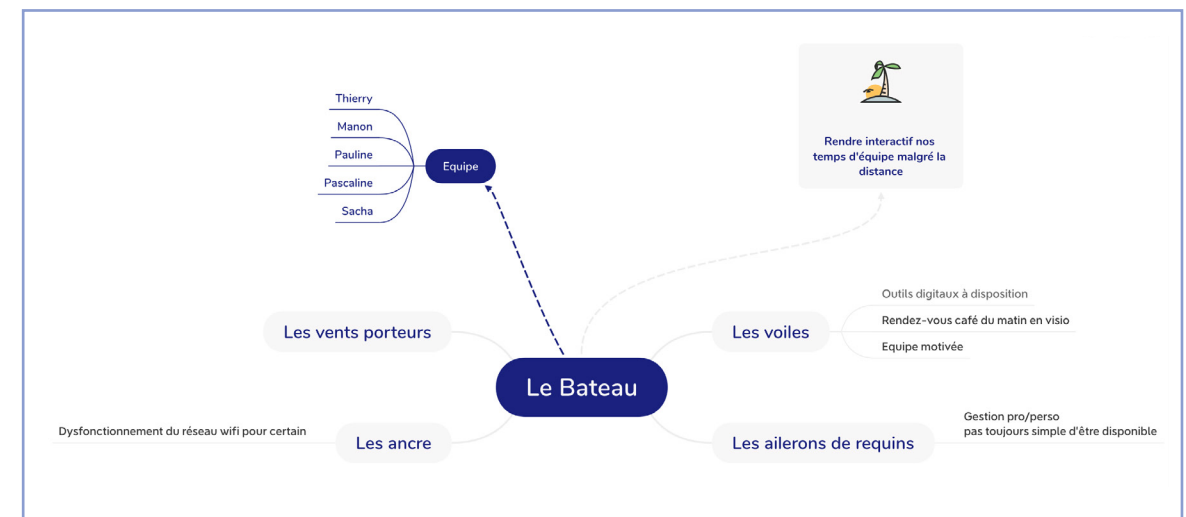 Thierry
Manon
Pauline
Pascaline
Sacha
Equipe
Rendre interactif nos
temps d'équipe malgré la
distance
Les vents porteurs
Les voiles
Outils digitaux à disposition
Rendez-vous café du matin en visio
Equipe motivée
Le Bateau
Dysfonctionnement du réseau wifi pour certain
Les ancre
Les ailerons de requins
Gestion pro/perso
pas toujours simple d'être disponible